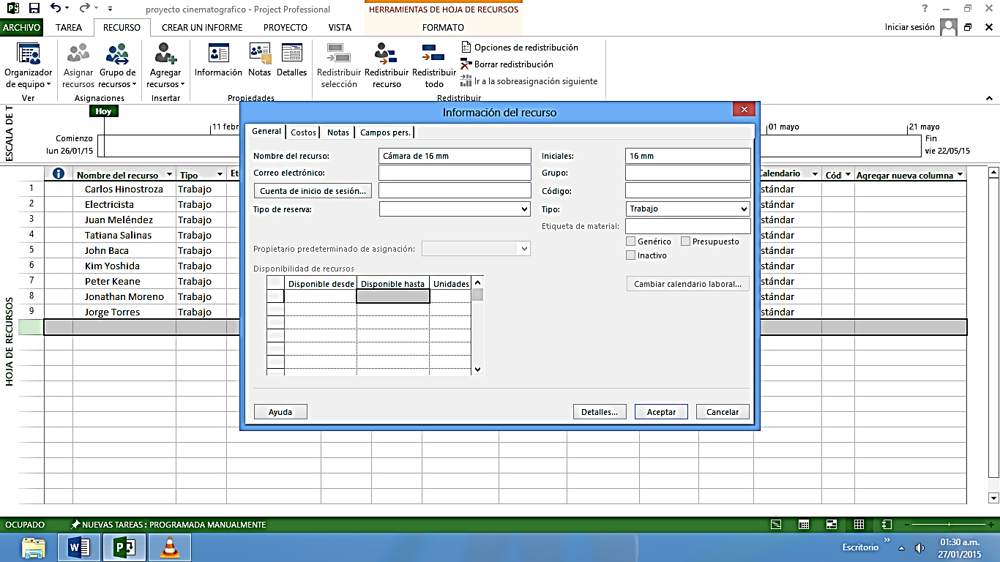 proyecto cinematografico - Project Professional
HERRAMIENTAS DE HOJA DE RECURSOS
ARCHIVO TAREA RECURSO CREAR UN INFORME PROYECTO VISTA FORMATO Iniciar sesión
Organizador de equipo
Asignar recursos
Grupo de recursos
Agregar recursos
Información
Notas
Detalles
Redistribuir selección
Redistribuir recurso
Redistribuir todo
Opciones de redistribución
Borrar redistribución
Ir a la sobreasignación siguiente
Ver Asignaciones Insertar Propiedades Redistribuir
ESCALA DE T
Hoy
11 febr
01 mayo
21 mayo
Comienzo
lun 26/01/15
Fin
vie 22/05/15
HOJA DE RECURSOS
Nombre del recurso Tipo Eti Calendario Cód Agregar nueva columna
1 Carlos Hinostroza Trabajo stándar
2 Electricista Trabajo stándar
3 Juan Meléndez Trabajo stándar
4 Tatiana Salinas Trabajo stándar
5 John Baca Trabajo stándar
6 Kim Yoshida Trabajo stándar
7 Peter Keane Trabajo stándar
8 Jonathan Moreno Trabajo stándar
9 Jorge Torres Trabajo stándar
Información del recurso
General Costos Notas Campos pers.
Nombre del recurso: Cámara de 16 mm Iniciales: 16 mm
Correo electrónico: Grupo:
Cuenta de inicio de sesión... Código:
Tipo de reserva: Tipo: Trabajo
Etiqueta de material:
Genérico Presupuesto
Propietario predeterminado de asignación:
Inactivo
Disponibilidad de recursos
Disponible desde Disponible hasta Unidades
Cambiar calendario laboral...
Ayuda Detalles... Aceptar Cancelar
OCUPADO NUEVAS TAREAS : PROGRAMADA MANUALMENTE
Escritorio
01:30 a.m.
27/01/2015